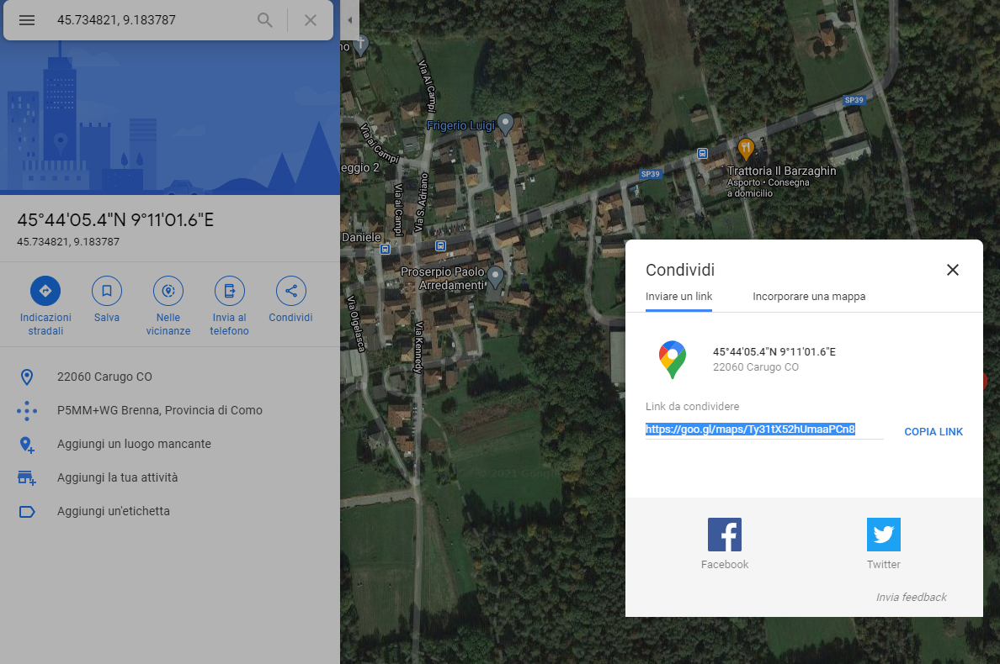 45.734821, 9.183787
45°44'05.4"N 9°11'01.6"E
45.734821, 9.183787
Indicazioni
stradali
Salva
Nelle
vicinanze
Invia al
telefono
Condividi
22060 Carugo CO
P5MM+WG Brenna, Provincia di Como
Aggiungi un luogo mancante
Aggiungi la tua attività
Aggiungi un'etichetta
no
Via Ai Campi
Frigerio Luigi
Via ai Campi
eggio 2
Via ai Campi
Via S. Adriano
Daniele
Proserpio Paolo
Arredamenti
Via Olgelasca
Via Kennedy
SP39
SP39
Trattoria Il Barzaghin
Asporto • Consegna
a domicilio
© 2021 Google
Condividi
Inviare un link
Incorporare una mappa
45°44'05.4"N 9°11'01.6"E
22060 Carugo CO
Link da condividere
https://goo.gl/maps/Ty31tX52hUmaaPCn8
COPIA LINK
Facebook
Twitter
Invia feedback